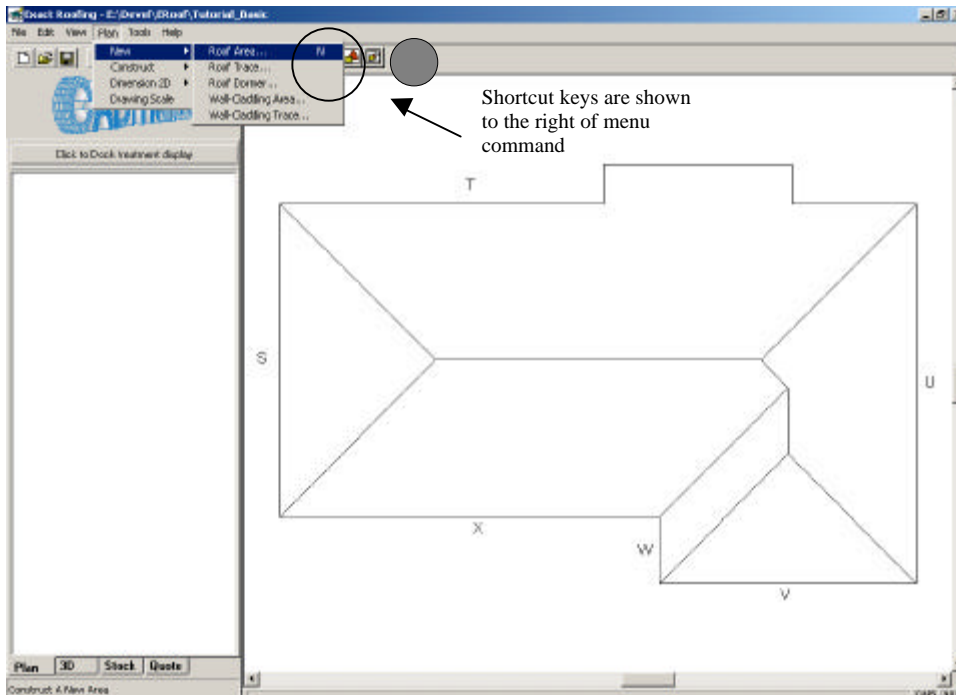 Exact Roofing - E:\Devel\ERoof\Tutorial_Basic
File Edit View Plan Tools Help
New
Construct
Dimension 2D
Drawing Scale
Roof Area... N
Roof Trace...
Roof Dormer...
Wall-Cladding Area...
Wall-Cladding Trace...
Shortcut keys are shown
to the right of menu
command
Click to Dock treatment display
T
S
U
X
W
V
Plan 3D Stock Quote
Construct A New Area